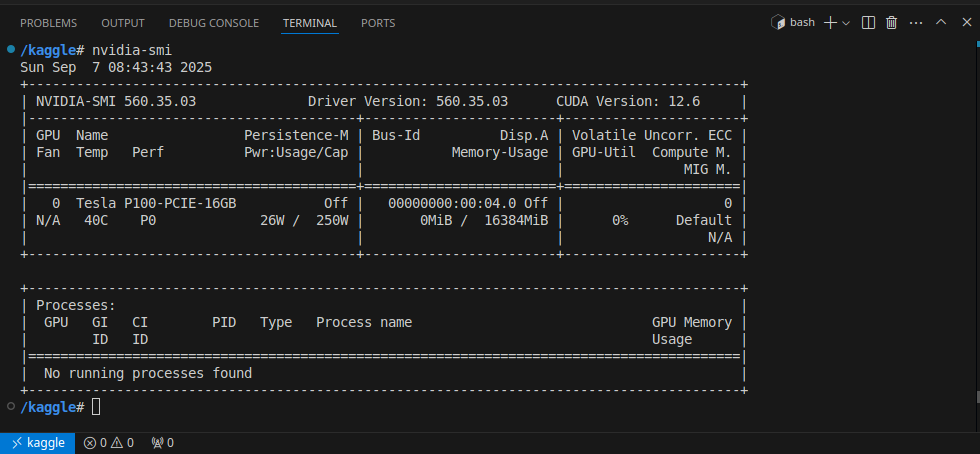 PROBLEMS OUTPUT DEBUG CONSOLE TERMINAL PORTS bash
/kaggle# nvidia-smi
Sun Sep  7 08:43:43 2025
+-----------------------------------------------------------------------------------------+
| NVIDIA-SMI 560.35.03              Driver Version: 560.35.03      CUDA Version: 12.6     |
|-----------------------------------------+------------------------+----------------------+
| GPU  Name                 Persistence-M | Bus-Id          Disp.A | Volatile Uncorr. ECC |
| Fan  Temp   Perf          Pwr:Usage/Cap |           Memory-Usage | GPU-Util  Compute M. |
|                                         |                        |               MIG M. |
|=========================================+========================+======================|
|   0  Tesla P100-PCIE-16GB           Off |   00000000:00:04.0 Off |                    0 |
| N/A   40C    P0             26W /  250W |       0MiB /  16384MiB |      0%      Default |
|                                         |                        |                  N/A |
+-----------------------------------------+------------------------+----------------------+
+-----------------------------------------------------------------------------------------+
| Processes:                                                                              |
|  GPU   GI   CI        PID   Type   Process name                              GPU Memory |
|        ID   ID                                                               Usage      |
|=========================================================================================|
|  No running processes found                                                             |
+-----------------------------------------------------------------------------------------+
/kaggle#
kaggle 0 0 0